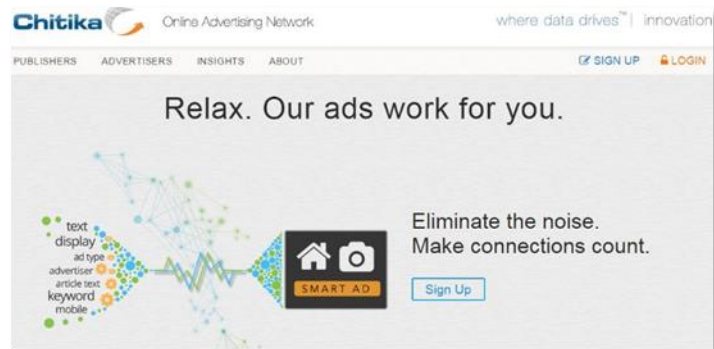 Chitika Online Advertising Network where data drives™ | innovation
PUBLISHERS ADVERTISERS INSIGHTS ABOUT SIGN UP LOGIN
Relax. Our ads work for you.
text
display
ad type
advertiser
article text
keyword
mobile
SMART AD
Eliminate the noise.
Make connections count.
Sign Up